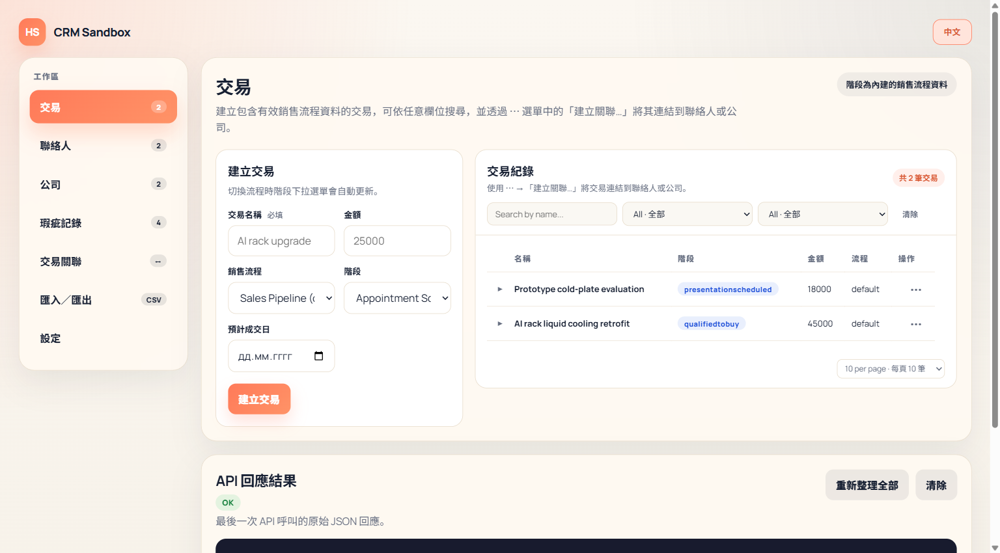 HS CRM Sandbox
中文
工作區
交易 2
聯絡人 2
公司 2
瑕疵記錄 4
交易關聯 ↔
匯入／匯出 CSV
設定
交易
階段為內建的銷售流程資料
建立包含有效銷售流程資料的交易，可依任意欄位搜尋，並透過 ⋯ 選單中的「建立關聯…」將其連結到聯絡人或公
司。
建立交易
切換流程時階段下拉選單會自動更新。
交易名稱 必填 金額
AI rack upgrade 25000
銷售流程 階段
Sales Pipeline (d Appointment Sc
預計成交日
ДД.ММ.ГГГГ
建立交易
交易紀錄
共 2 筆交易
使用 ⋯ → 「建立關聯…」將交易連結到聯絡人或公司。
Search by name... All · 全部 All · 全部 清除
名稱 階段 金額 流程 操作
▸ Prototype cold-plate evaluation presentationscheduled 18000 default ⋯
▸ AI rack liquid cooling retrofit qualifiedtobuy 45000 default ⋯
10 per page · 每頁 10 筆
API 回應結果
重新整理全部 清除
OK
最後一次 API 呼叫的原始 JSON 回應。